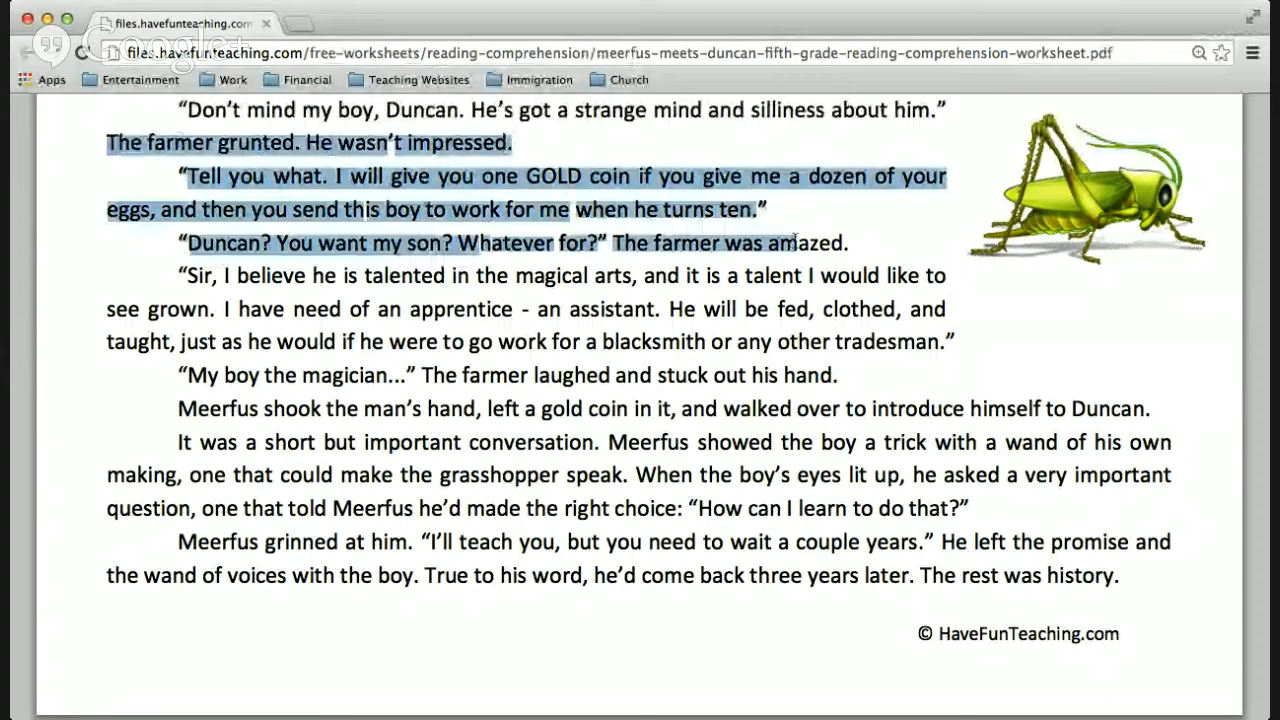 files.havefunteaching.com
Google+
files.havefunteaching.com/free-worksheets/reading-comprehension/meerfus-meets-duncan-fifth-grade-reading-comprehension-worksheet.pdf
Apps Entertainment Work Financial Teaching Websites Immigration Church
“Don’t mind my boy, Duncan. He’s got a strange mind and silliness about him.”
The farmer grunted. He wasn’t impressed.
“Tell you what. I will give you one GOLD coin if you give me a dozen of your
eggs, and then you send this boy to work for me when he turns ten.”
“Duncan? You want my son? Whatever for?” The farmer was amazed.
“Sir, I believe he is talented in the magical arts, and it is a talent I would like to
see grown. I have need of an apprentice - an assistant. He will be fed, clothed, and
taught, just as he would if he were to go work for a blacksmith or any other tradesman.”
“My boy the magician...” The farmer laughed and stuck out his hand.
Meerfus shook the man’s hand, left a gold coin in it, and walked over to introduce himself to Duncan.
It was a short but important conversation. Meerfus showed the boy a trick with a wand of his own
making, one that could make the grasshopper speak. When the boy’s eyes lit up, he asked a very important
question, one that told Meerfus he’d made the right choice: “How can I learn to do that?”
Meerfus grinned at him. “I’ll teach you, but you need to wait a couple years.” He left the promise and
the wand of voices with the boy. True to his word, he’d come back three years later. The rest was history.
© HaveFunTeaching.com